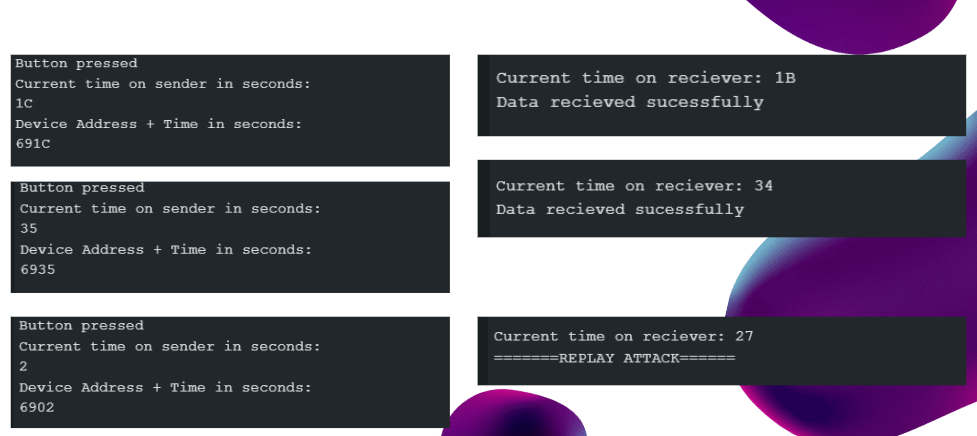 Button pressed
Current time on sender in seconds:
1C
Device Address + Time in seconds:
691C
Current time on reciever: 1B
Data recieved sucessfully
Button pressed
Current time on sender in seconds:
35
Device Address + Time in seconds:
6935
Current time on reciever: 34
Data recieved sucessfully
Button pressed
Current time on sender in seconds:
2
Device Address + Time in seconds:
6902
Current time on reciever: 27
=======REPLAY ATTACK======